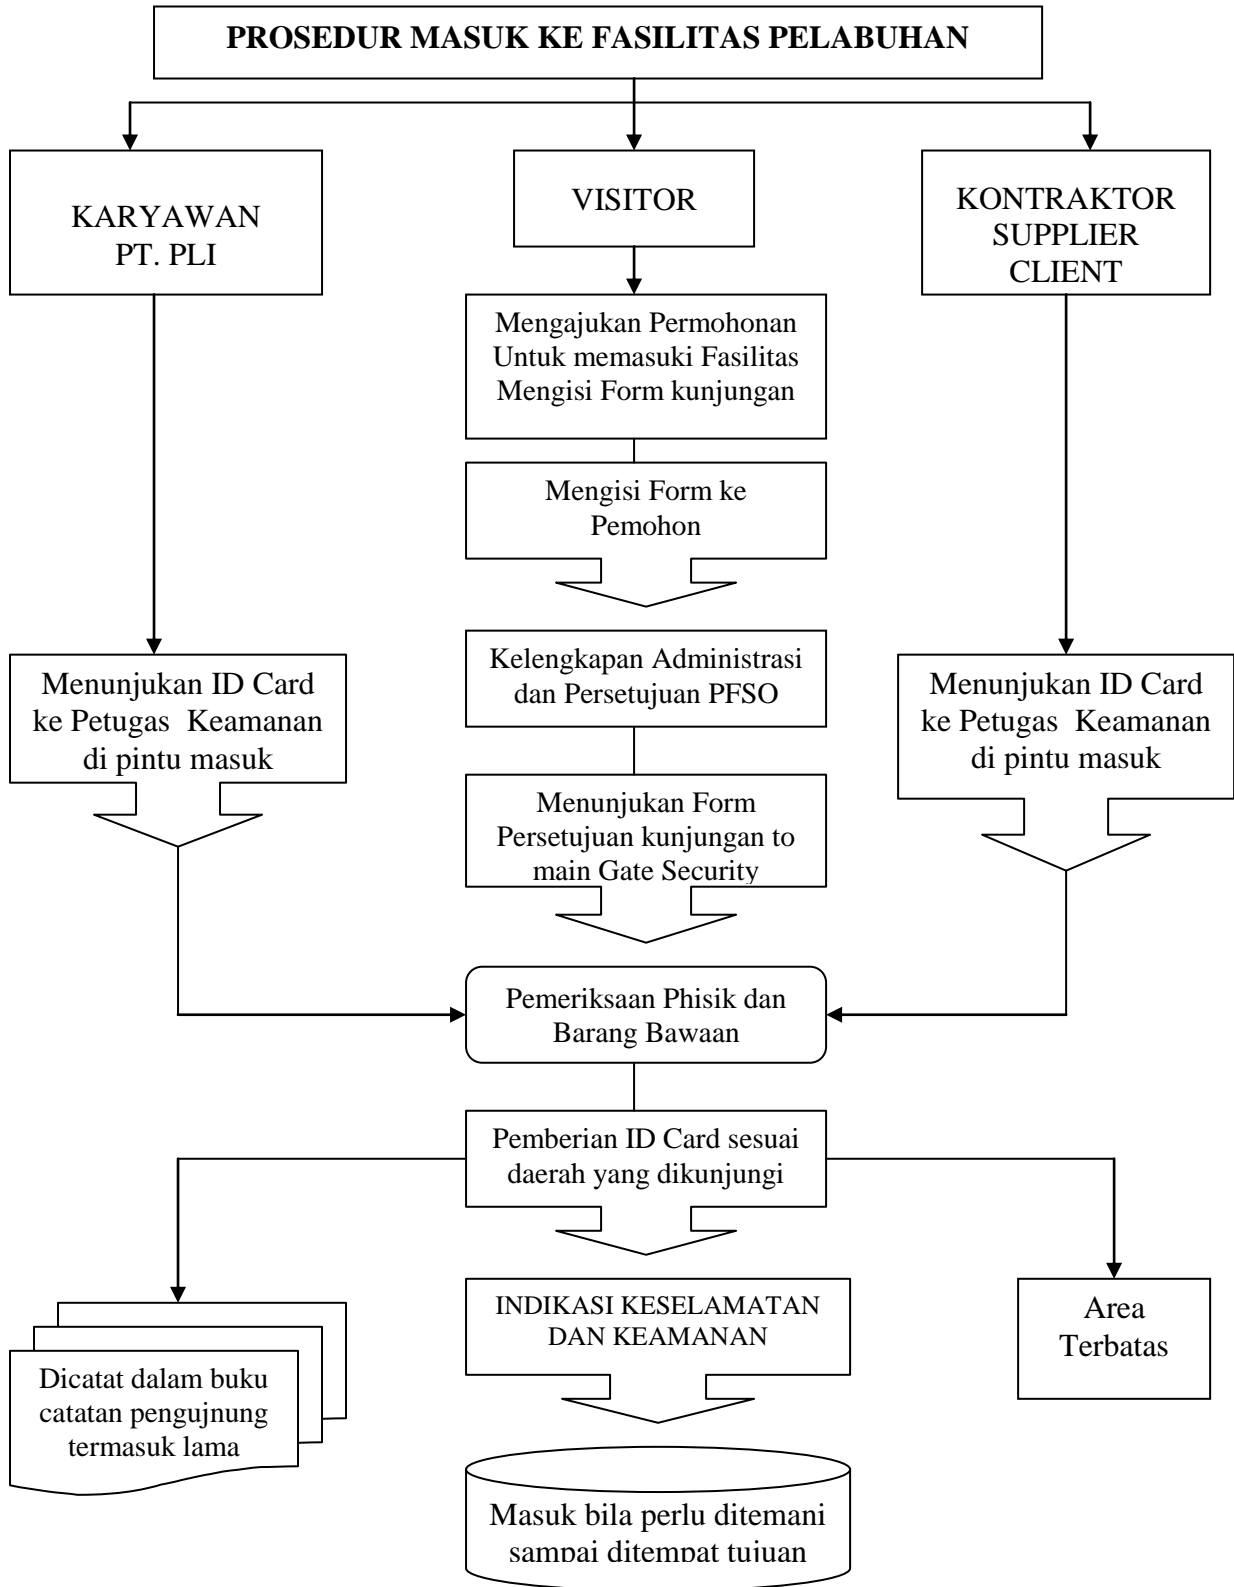 PROSEDUR MASUK KE FASILITAS PELABUHAN
KARYAWAN
PT. PLI
VISITOR
KONTRAKTOR
SUPPLIER
CLIENT
Mengajukan Permohonan
Untuk memasuki Fasilitas
Mengisi Form kunjungan
Mengisi Form ke
Pemohon
Kelengkapan Administrasi
dan Persetujuan PFSO
Menunjukan ID Card
ke Petugas Keamanan
di pintu masuk
Menunjukan Form
Persetujuan kunjungan to
main Gate Security
Menunjukan ID Card
ke Petugas Keamanan
di pintu masuk
Pemeriksaan Phisik dan
Barang Bawaan
Pemberian ID Card sesuai
daerah yang dikunjungi
Dicatat dalam buku
catatan pengujnung
termasuk lama
INDIKASI KESELAMATAN
DAN KEAMANAN
Area
Terbatas
Masuk bila perlu ditemani
sampai ditempat tujuan